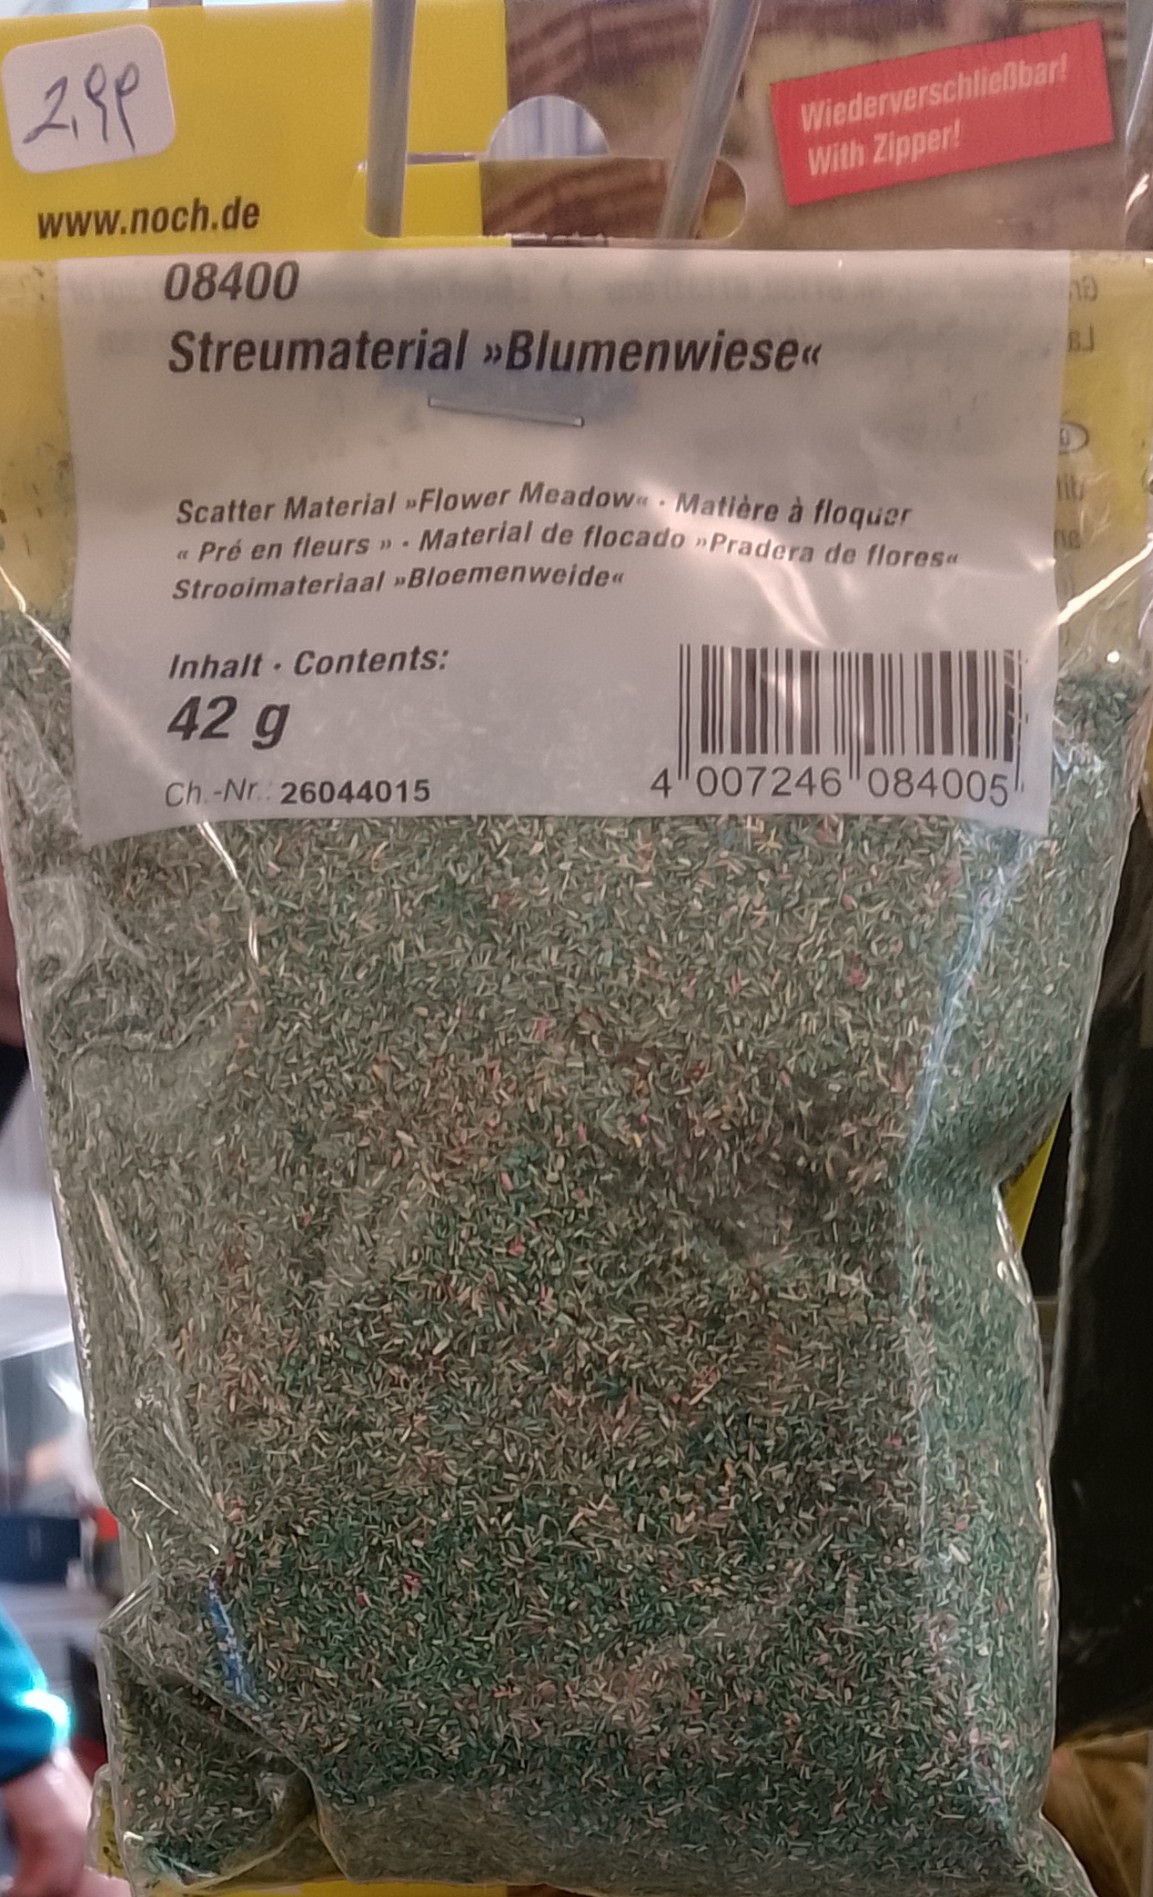 2,99
Wiederverschließbar!
With Zipper!
www.noch.de
08400
Streumaterial »Blumenwiese«
Scatter Material »Flower Meadow« · Matière à floquer
« Pré en fleurs » · Material de flocado »Pradera de flores«
Strooimateriaal »Bloemenweide«
Inhalt · Contents:
42 g
Ch.-Nr.: 26044015
4 007246 084005